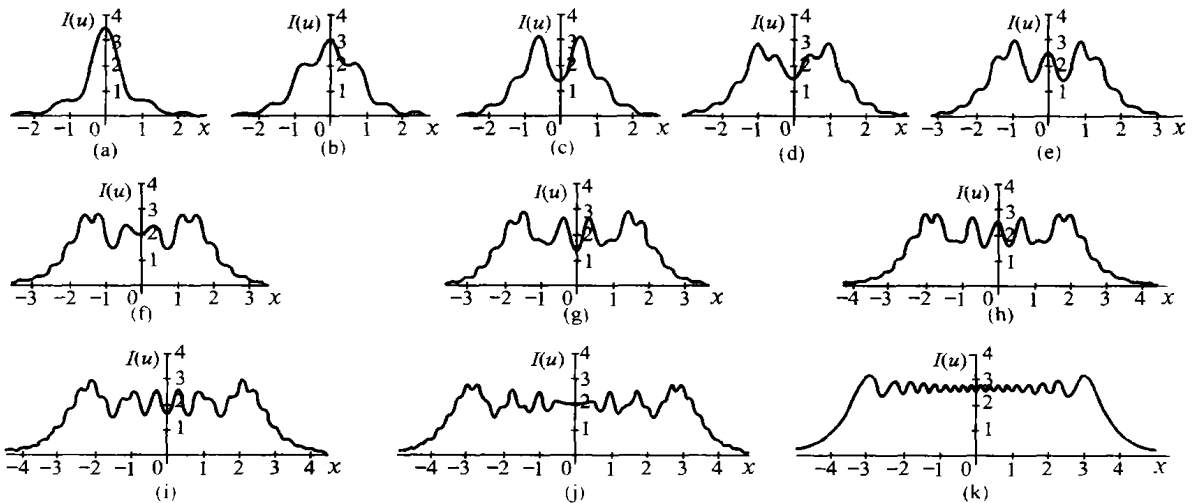 I(u) 4 3 2 1 −2 −1 0 1 2 x
(a)
I(u) 4 3 2 1 −2 −1 0 1 2 x
(b)
I(u) 4 3 2 1 −2 −1 0 1 2 x
(c)
I(u) 4 3 2 1 −2 −1 0 1 2 x
(d)
I(u) 4 3 2 1 −3 −2 −1 0 1 2 3 x
(e)
I(u) 4 3 2 1 −3 −2 −1 0 1 2 3 x
(f)
I(u) 4 3 2 1 −3 −2 −1 0 1 2 3 x
(g)
I(u) 4 3 2 1 −4 −3 −2 −1 0 1 2 3 4 x
(h)
I(u) 4 3 2 1 −4 −3 −2 −1 0 1 2 3 4 x
(i)
I(u) 4 3 2 1 −4 −3 −2 −1 0 1 2 3 4 x
(j)
I(u) 4 3 2 1 −5 −4 −3 −2 −1 0 1 2 3 4 5 x
(k)